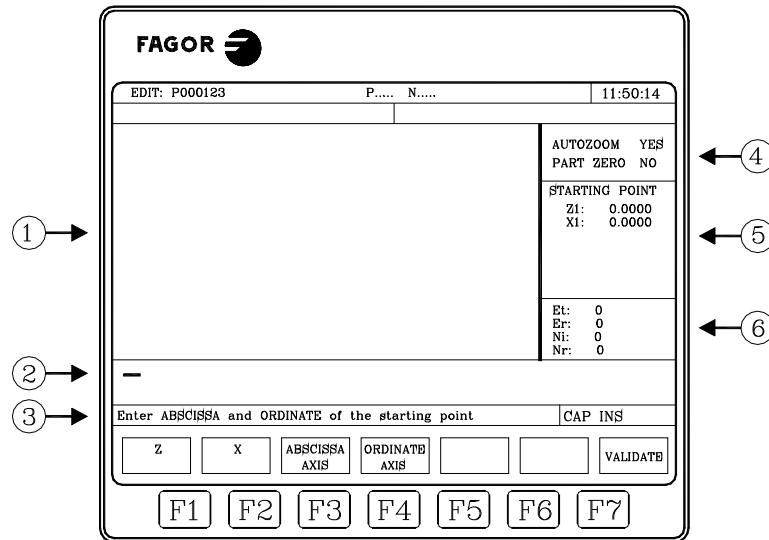 FAGOR
EDIT: P000123 P..... N..... 11:50:14
AUTOZOOM YES
PART ZERO NO
STARTING POINT
Z1: 0.0000
X1: 0.0000
Et: 0
Er: 0
Ni: 0
Nr: 0
Enter ABSCISSA and ORDINATE of the starting point CAP INS
Z X ABSCISSA AXIS ORDINATE AXIS VALIDATE
F1 F2 F3 F4 F5 F6 F7
1
2
3
4
5
6